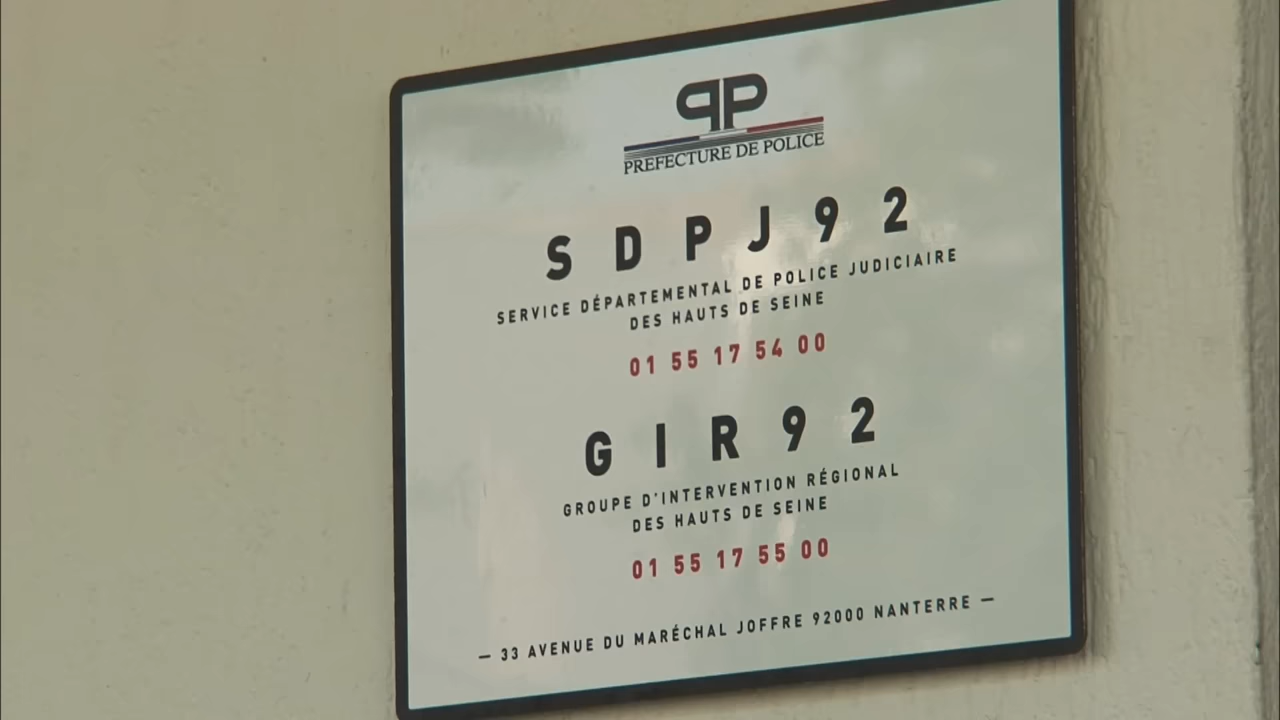 PP
PREFECTURE DE POLICE
SDPJ92
SERVICE DÉPARTEMENTAL DE POLICE JUDICIAIRE
DES HAUTS DE SEINE
01 55 17 54 00
GIR92
GROUPE D'INTERVENTION RÉGIONAL
DES HAUTS DE SEINE
01 55 17 55 00
— 33 AVENUE DU MARÉCHAL JOFFRE 92000 NANTERRE —